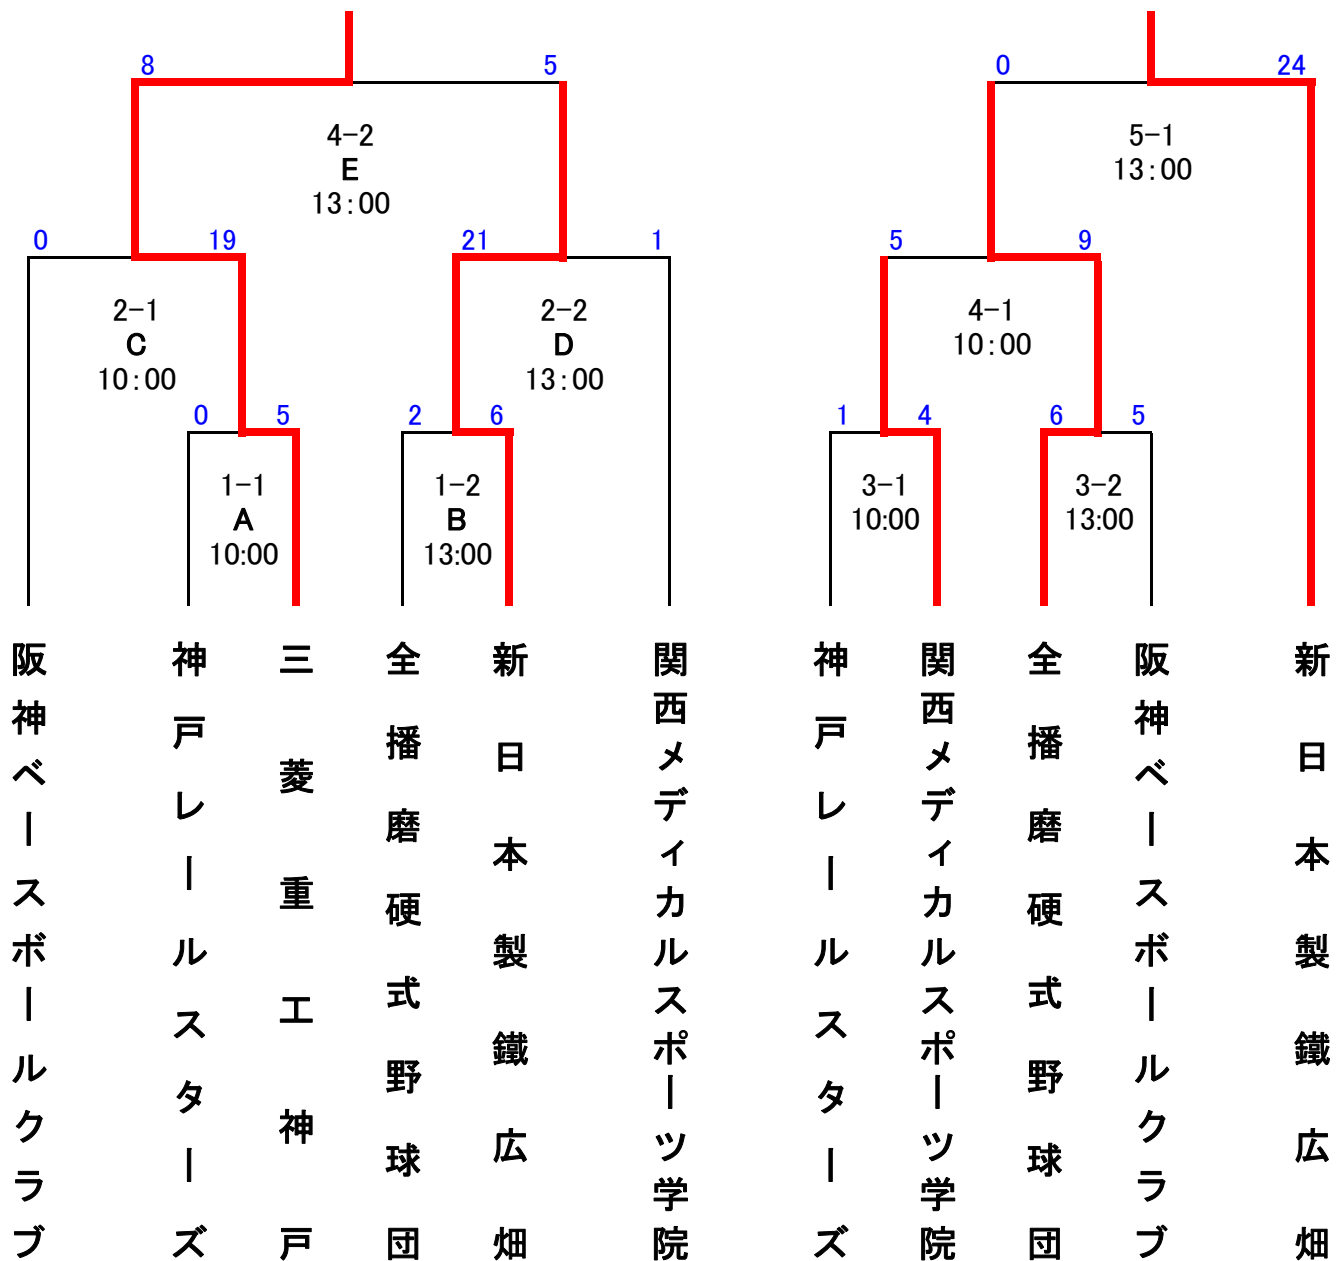 8 5 0 24
4-2
E
13:00
5-1
13:00
0 19 21 1 5 9
2-1
C
10:00
2-2
D
13:00
4-1
10:00
0 5 2 6 1 4 6 5
1-1
A
10:00
1-2
B
13:00
3-1
10:00
3-2
13:00
阪神ベースボールクラブ
神戸レールスターズ
三菱重工神戸
全播磨硬式野球団
新日本製鐵広畑
関西メディカルスポーツ学院
神戸レールスターズ
関西メディカルスポーツ学院
全播磨硬式野球団
阪神ベースボールクラブ
新日本製鐵広畑